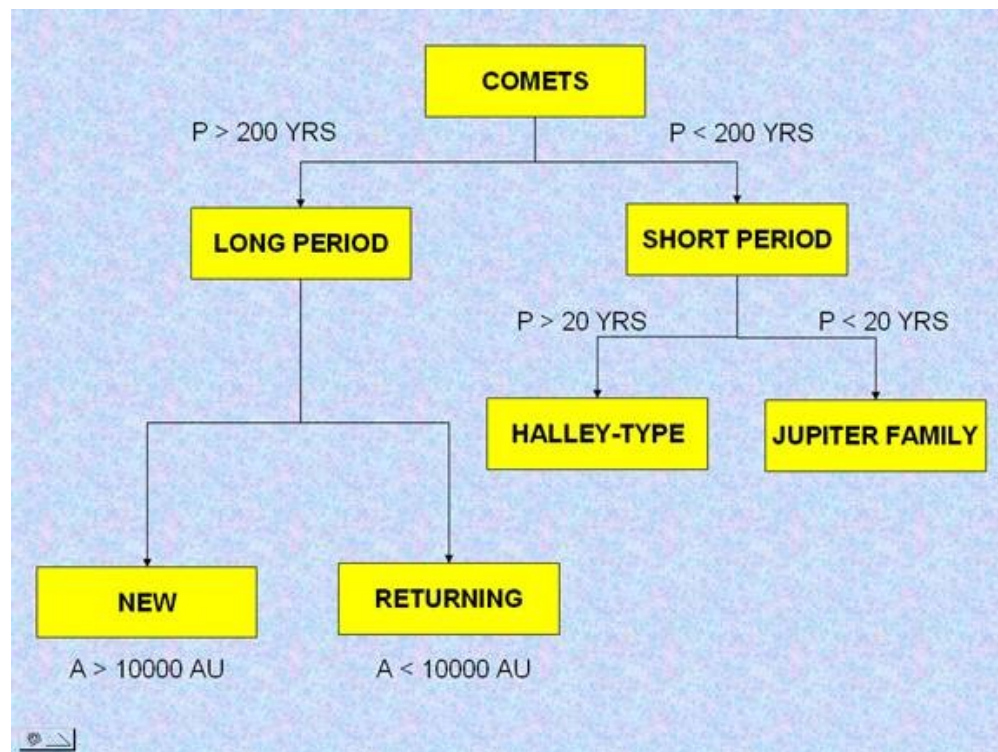 COMETS
P > 200 YRS
P < 200 YRS
LONG PERIOD
SHORT PERIOD
P > 20 YRS
P < 20 YRS
HALLEY-TYPE
JUPITER FAMILY
NEW
RETURNING
A > 10000 AU
A < 10000 AU